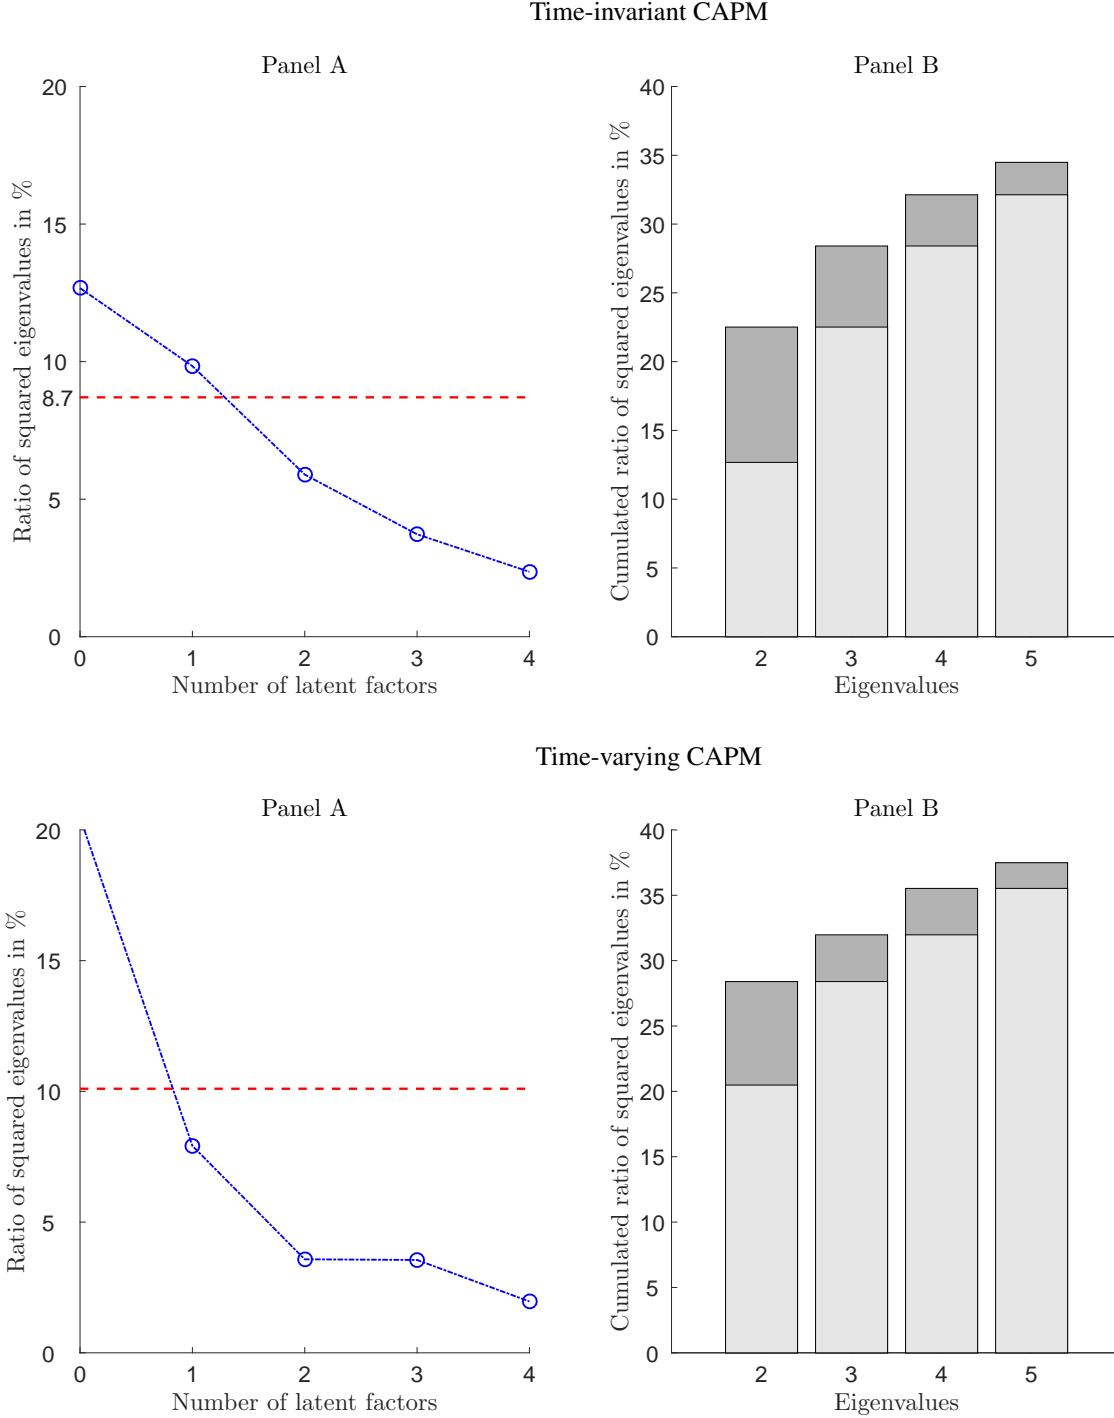 Time-invariant CAPM
Panel A
Ratio of squared eigenvalues in %
20
15
10
8.7
5
0
0 1 2 3 4
Number of latent factors
Panel B
Cumulated ratio of squared eigenvalues in %
40
35
30
25
20
15
10
5
0
2 3 4 5
Eigenvalues
Time-varying CAPM
Panel A
Ratio of squared eigenvalues in %
20
15
10
5
0
0 1 2 3 4
Number of latent factors
Panel B
Cumulated ratio of squared eigenvalues in %
40
35
30
25
20
15
10
5
0
2 3 4 5
Eigenvalues